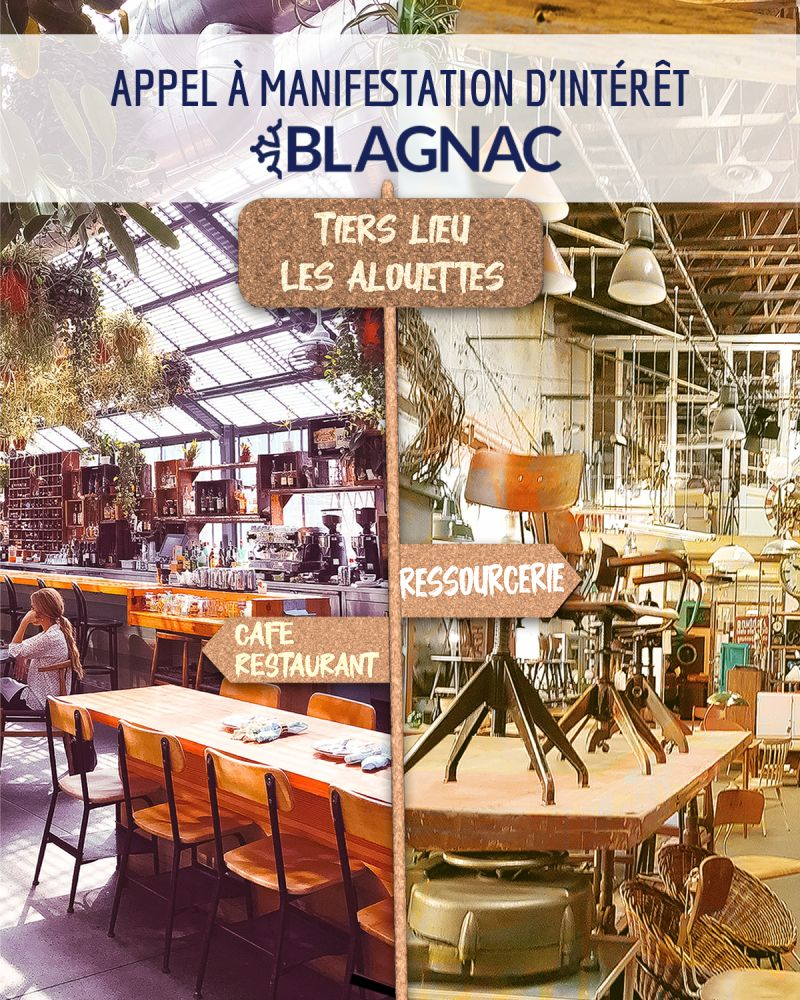 APPEL À MANIFESTATION D'INTÉRÊT
BLAGNAC
TIERS LIEU
LES ALOUETTES
RESSOURCERIE
CAFE
RESTAURANT